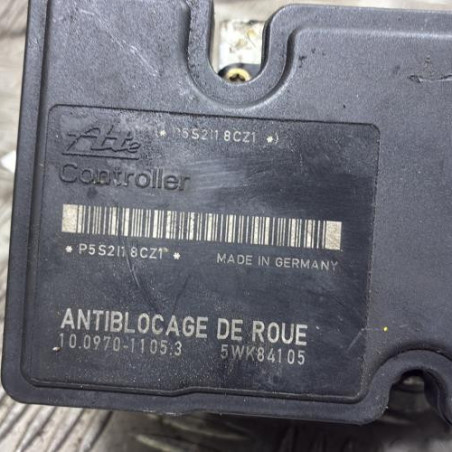 * P5S2I18CZ1 *)
Ate
Controller
* P5S2I18CZ1* *
MADE IN GERMANY
ANTIBLOCAGE DE ROUE
10.0970-1105.3 5WK84105